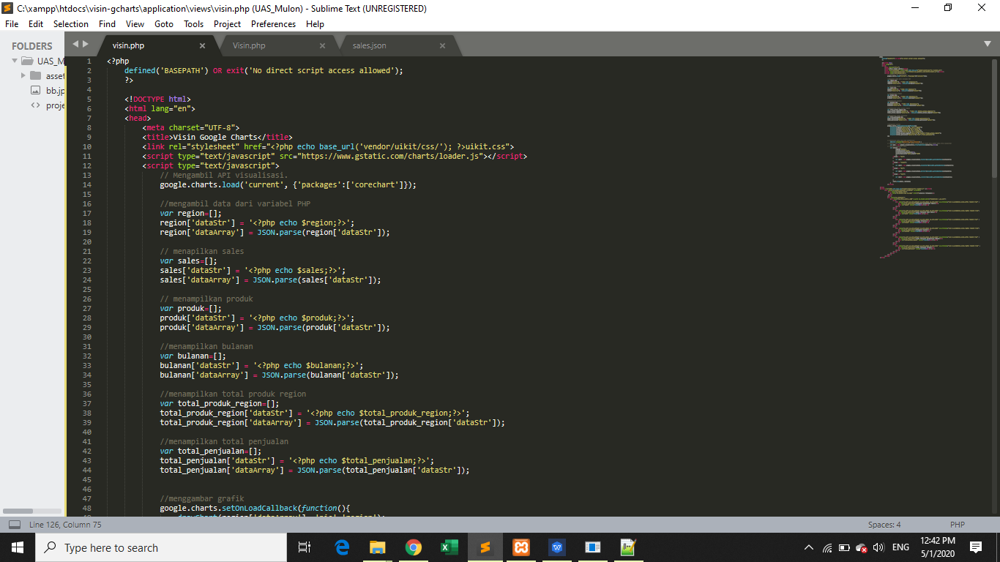 C:\xampp\htdocs\visin-gcharts\application\views\visin.php (UAS_Mulon) - Sublime Text (UNREGISTERED)
File Edit Selection Find View Goto Tools Project Preferences Help
FOLDERS
UAS_M
asset
bb.jp
proje
visin.php Visin.php sales.json
1 <?php
2 defined('BASEPATH') OR exit('No direct script access allowed');
3 ?>
4
5 <!DOCTYPE html>
6 <html lang="en">
7 <head>
8 <meta charset="UTF-8">
9 <title>Visin Google Charts</title>
10 <link rel="stylesheet" href="<?php echo base_url('vendor/uikit/css/'); ?>uikit.css">
11 <script type="text/javascript" src="https://www.gstatic.com/charts/loader.js"></script>
12 <script type="text/javascript">
13 // Mengambil API visualisasi.
14 google.charts.load('current', {'packages':['corechart']});
15
16 //mengambil data dari variabel PHP
17 var region=[];
18 region['dataStr'] = '<?php echo $region;?>';
19 region['dataArray'] = JSON.parse(region['dataStr']);
20
21 // menapilkan sales
22 var sales=[];
23 sales['dataStr'] = '<?php echo $sales;?>';
24 sales['dataArray'] = JSON.parse(sales['dataStr']);
25
26 // menampilkan produk
27 var produk=[];
28 produk['dataStr'] = '<?php echo $produk;?>';
29 produk['dataArray'] = JSON.parse(produk['dataStr']);
30
31 //menampilkan bulanan
32 var bulanan=[];
33 bulanan['dataStr'] = '<?php echo $bulanan;?>';
34 bulanan['dataArray'] = JSON.parse(bulanan['dataStr']);
35
36 //menampilkan total produk region
37 var total_produk_region=[];
38 total_produk_region['dataStr'] = '<?php echo $total_produk_region;?>';
39 total_produk_region['dataArray'] = JSON.parse(total_produk_region['dataStr']);
40
41 //menampilkan total penjualan
42 var total_penjualan=[];
43 total_penjualan['dataStr'] = '<?php echo $total_penjualan;?>';
44 total_penjualan['dataArray'] = JSON.parse(total_penjualan['dataStr']);
45
46
47 //menggambar grafik
48 google.charts.setOnLoadCallback(function(){
Line 126, Column 75
Spaces: 4 PHP
Type here to search
ENG
12:42 PM
5/1/2020